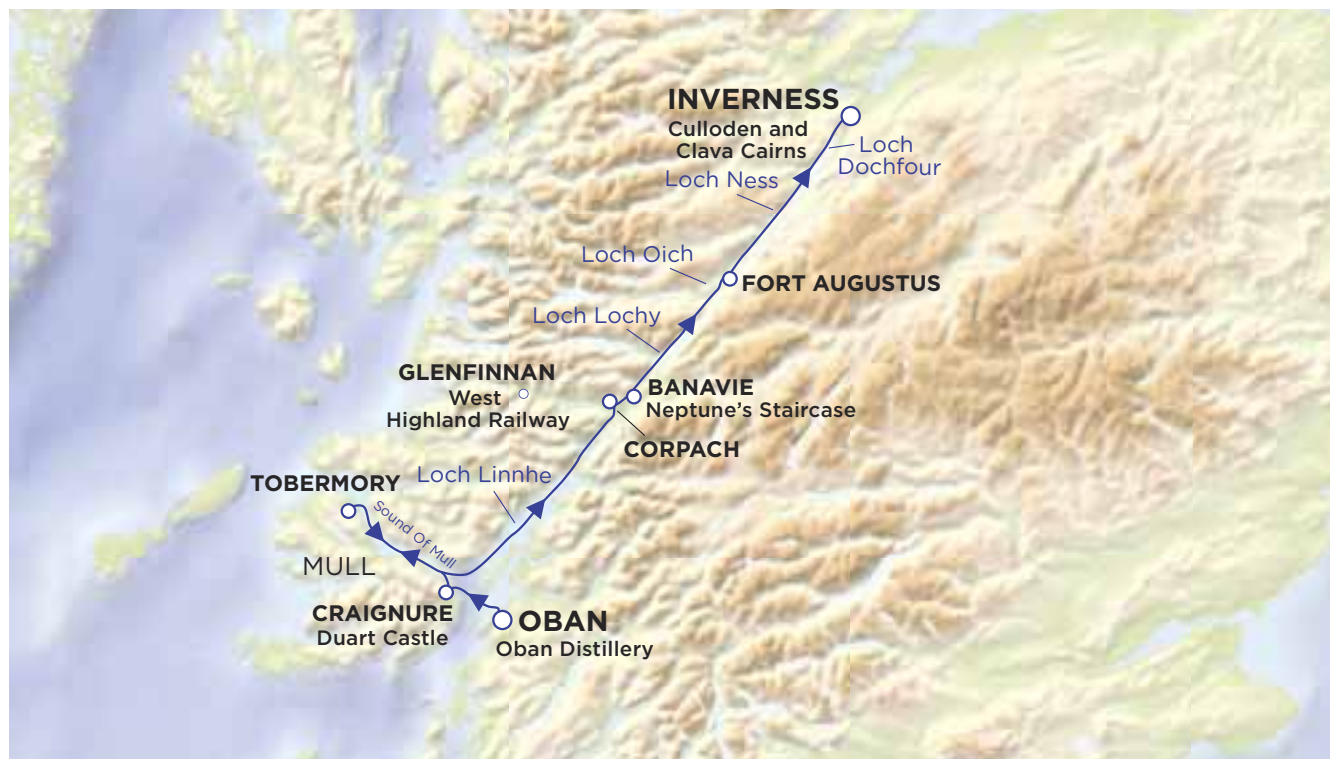 INVERNESS
Culloden and
Clava Cairns
Loch
Dochfour
Loch Ness
Loch Oich
FORT AUGUSTUS
Loch Lochy
GLENFINNAN
West
Highland Railway
BANAVIE
Neptune's Staircase
CORPACH
Loch Linnhe
TOBERMORY
Sound Of Mull
MULL
CRAIGNURE
Duart Castle
OBAN
Oban Distillery